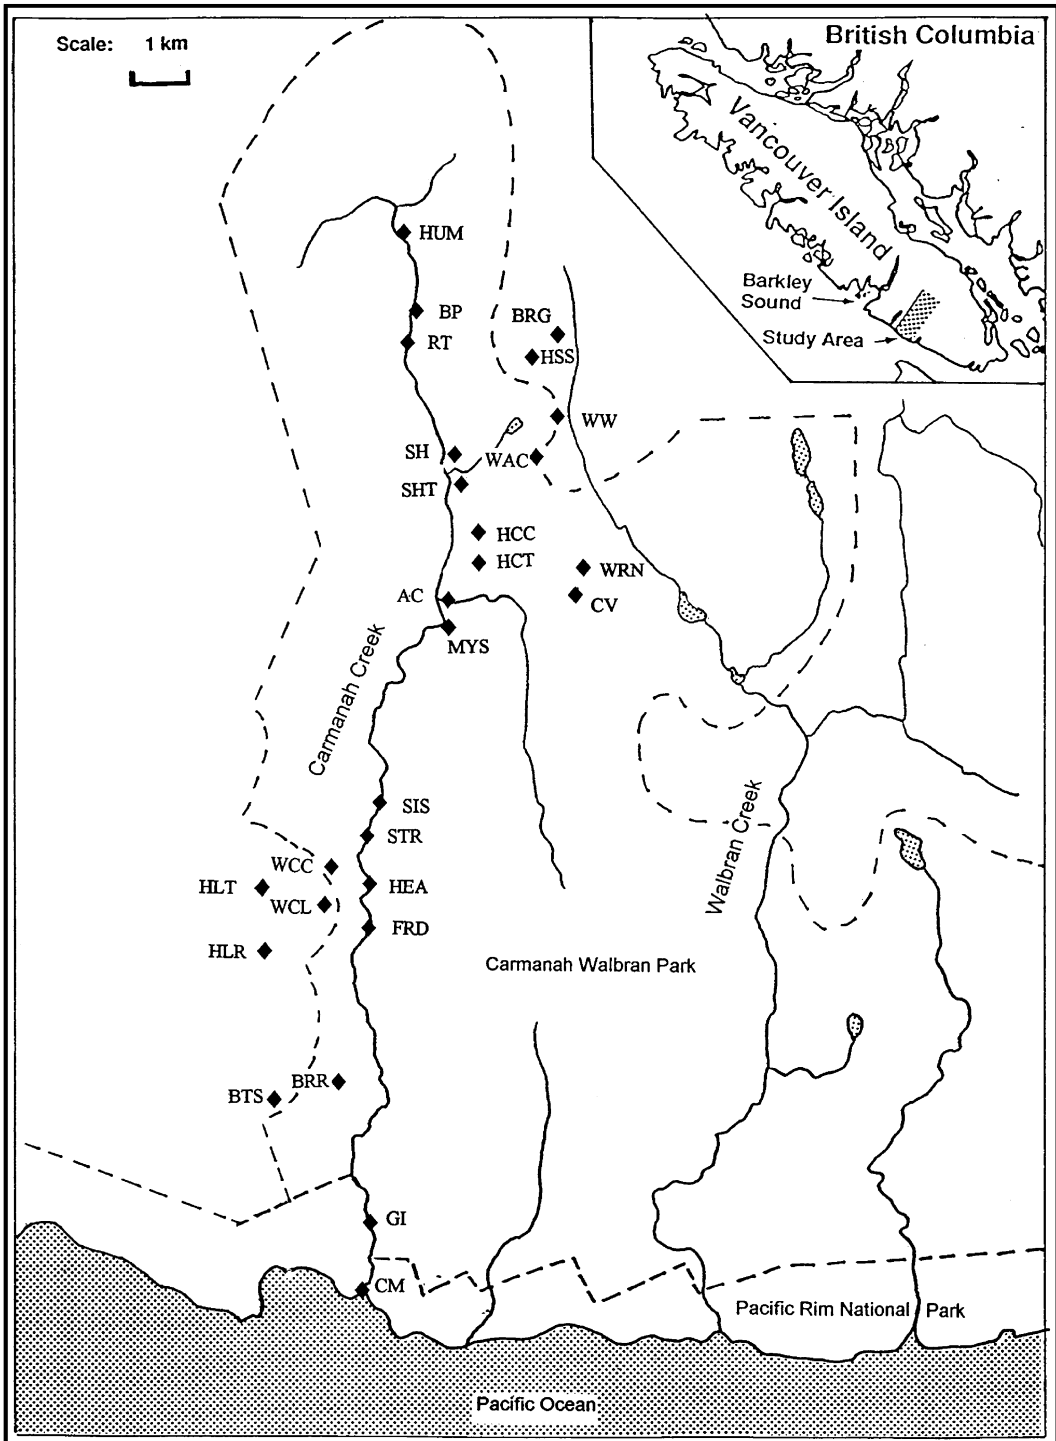 Scale: 1 km
British Columbia
Vancouver Island
Barkley
Sound
Study Area
HUM
BP
RT
BRG
HSS
WW
SH
WAC
SHT
HCC
HCT
WRN
CV
AC
MYS
Carmanah Creek
SIS
STR
WCC
HLT
HEA
WCL
FRD
HLR
Walbran Creek
Carmanah Walbran Park
BRR
BTS
GI
CM
Pacific Rim National Park
Pacific Ocean